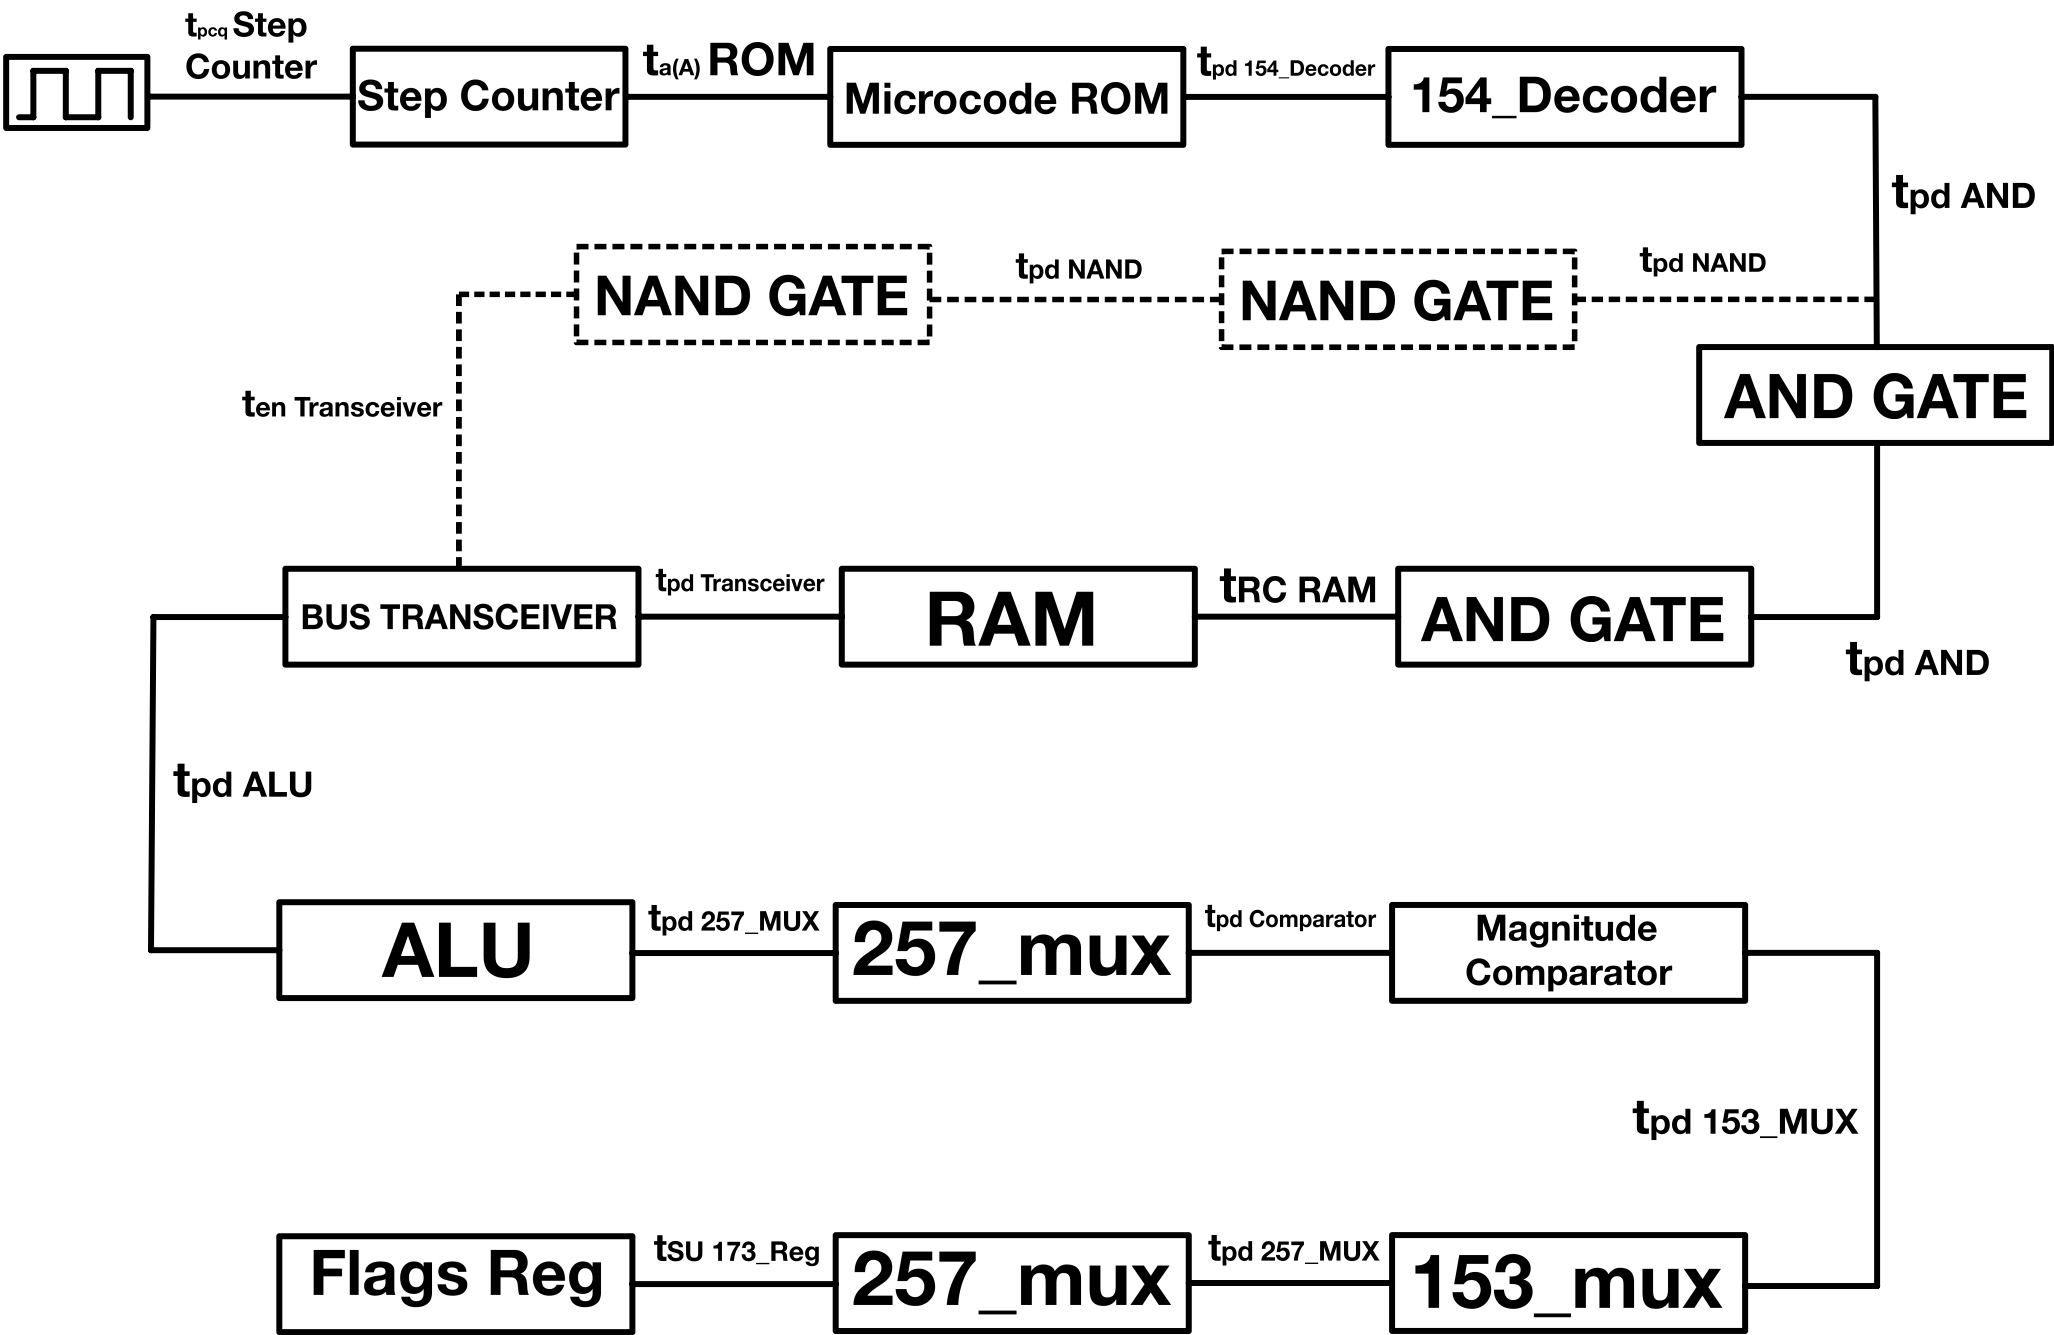 tpcq Step
Counter
Step Counter
ta(A) ROM
Microcode ROM
tpd 154_Decoder
154_Decoder
tpd AND
NAND GATE
tpd NAND
NAND GATE
tpd NAND
AND GATE
ten Transceiver
BUS TRANSCEIVER
tpd Transceiver
RAM
tRC RAM
AND GATE
tpd AND
tpd ALU
ALU
tpd 257_MUX
257_mux
tpd Comparator
Magnitude
Comparator
tpd 153_MUX
Flags Reg
tSU 173_Reg
257_mux
tpd 257_MUX
153_mux